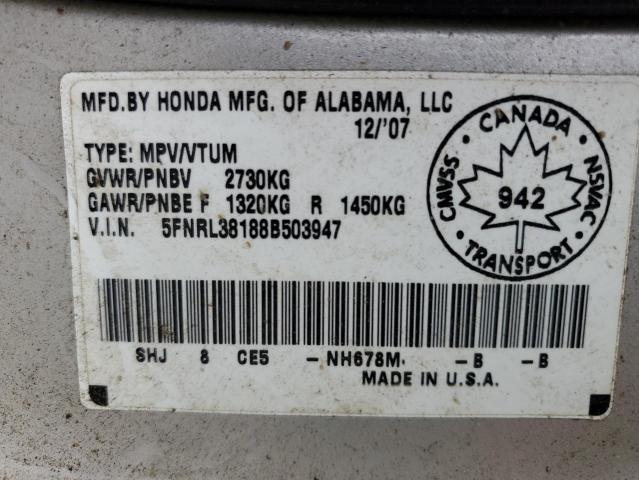 MFD.BY HONDA MFG. OF ALABAMA, LLC
12/'07
TYPE: MPV/VTUM
GVWR/PNBV 2730KG
GAWR/PNBE F 1320KG R 1450KG
V.I.N. 5FNRL38188B503947
CANADA
CMVSS
NSVAC
942
TRANSPORT
SHJ 8 CE5 -NH678M- -B -B
MADE IN U.S.A.